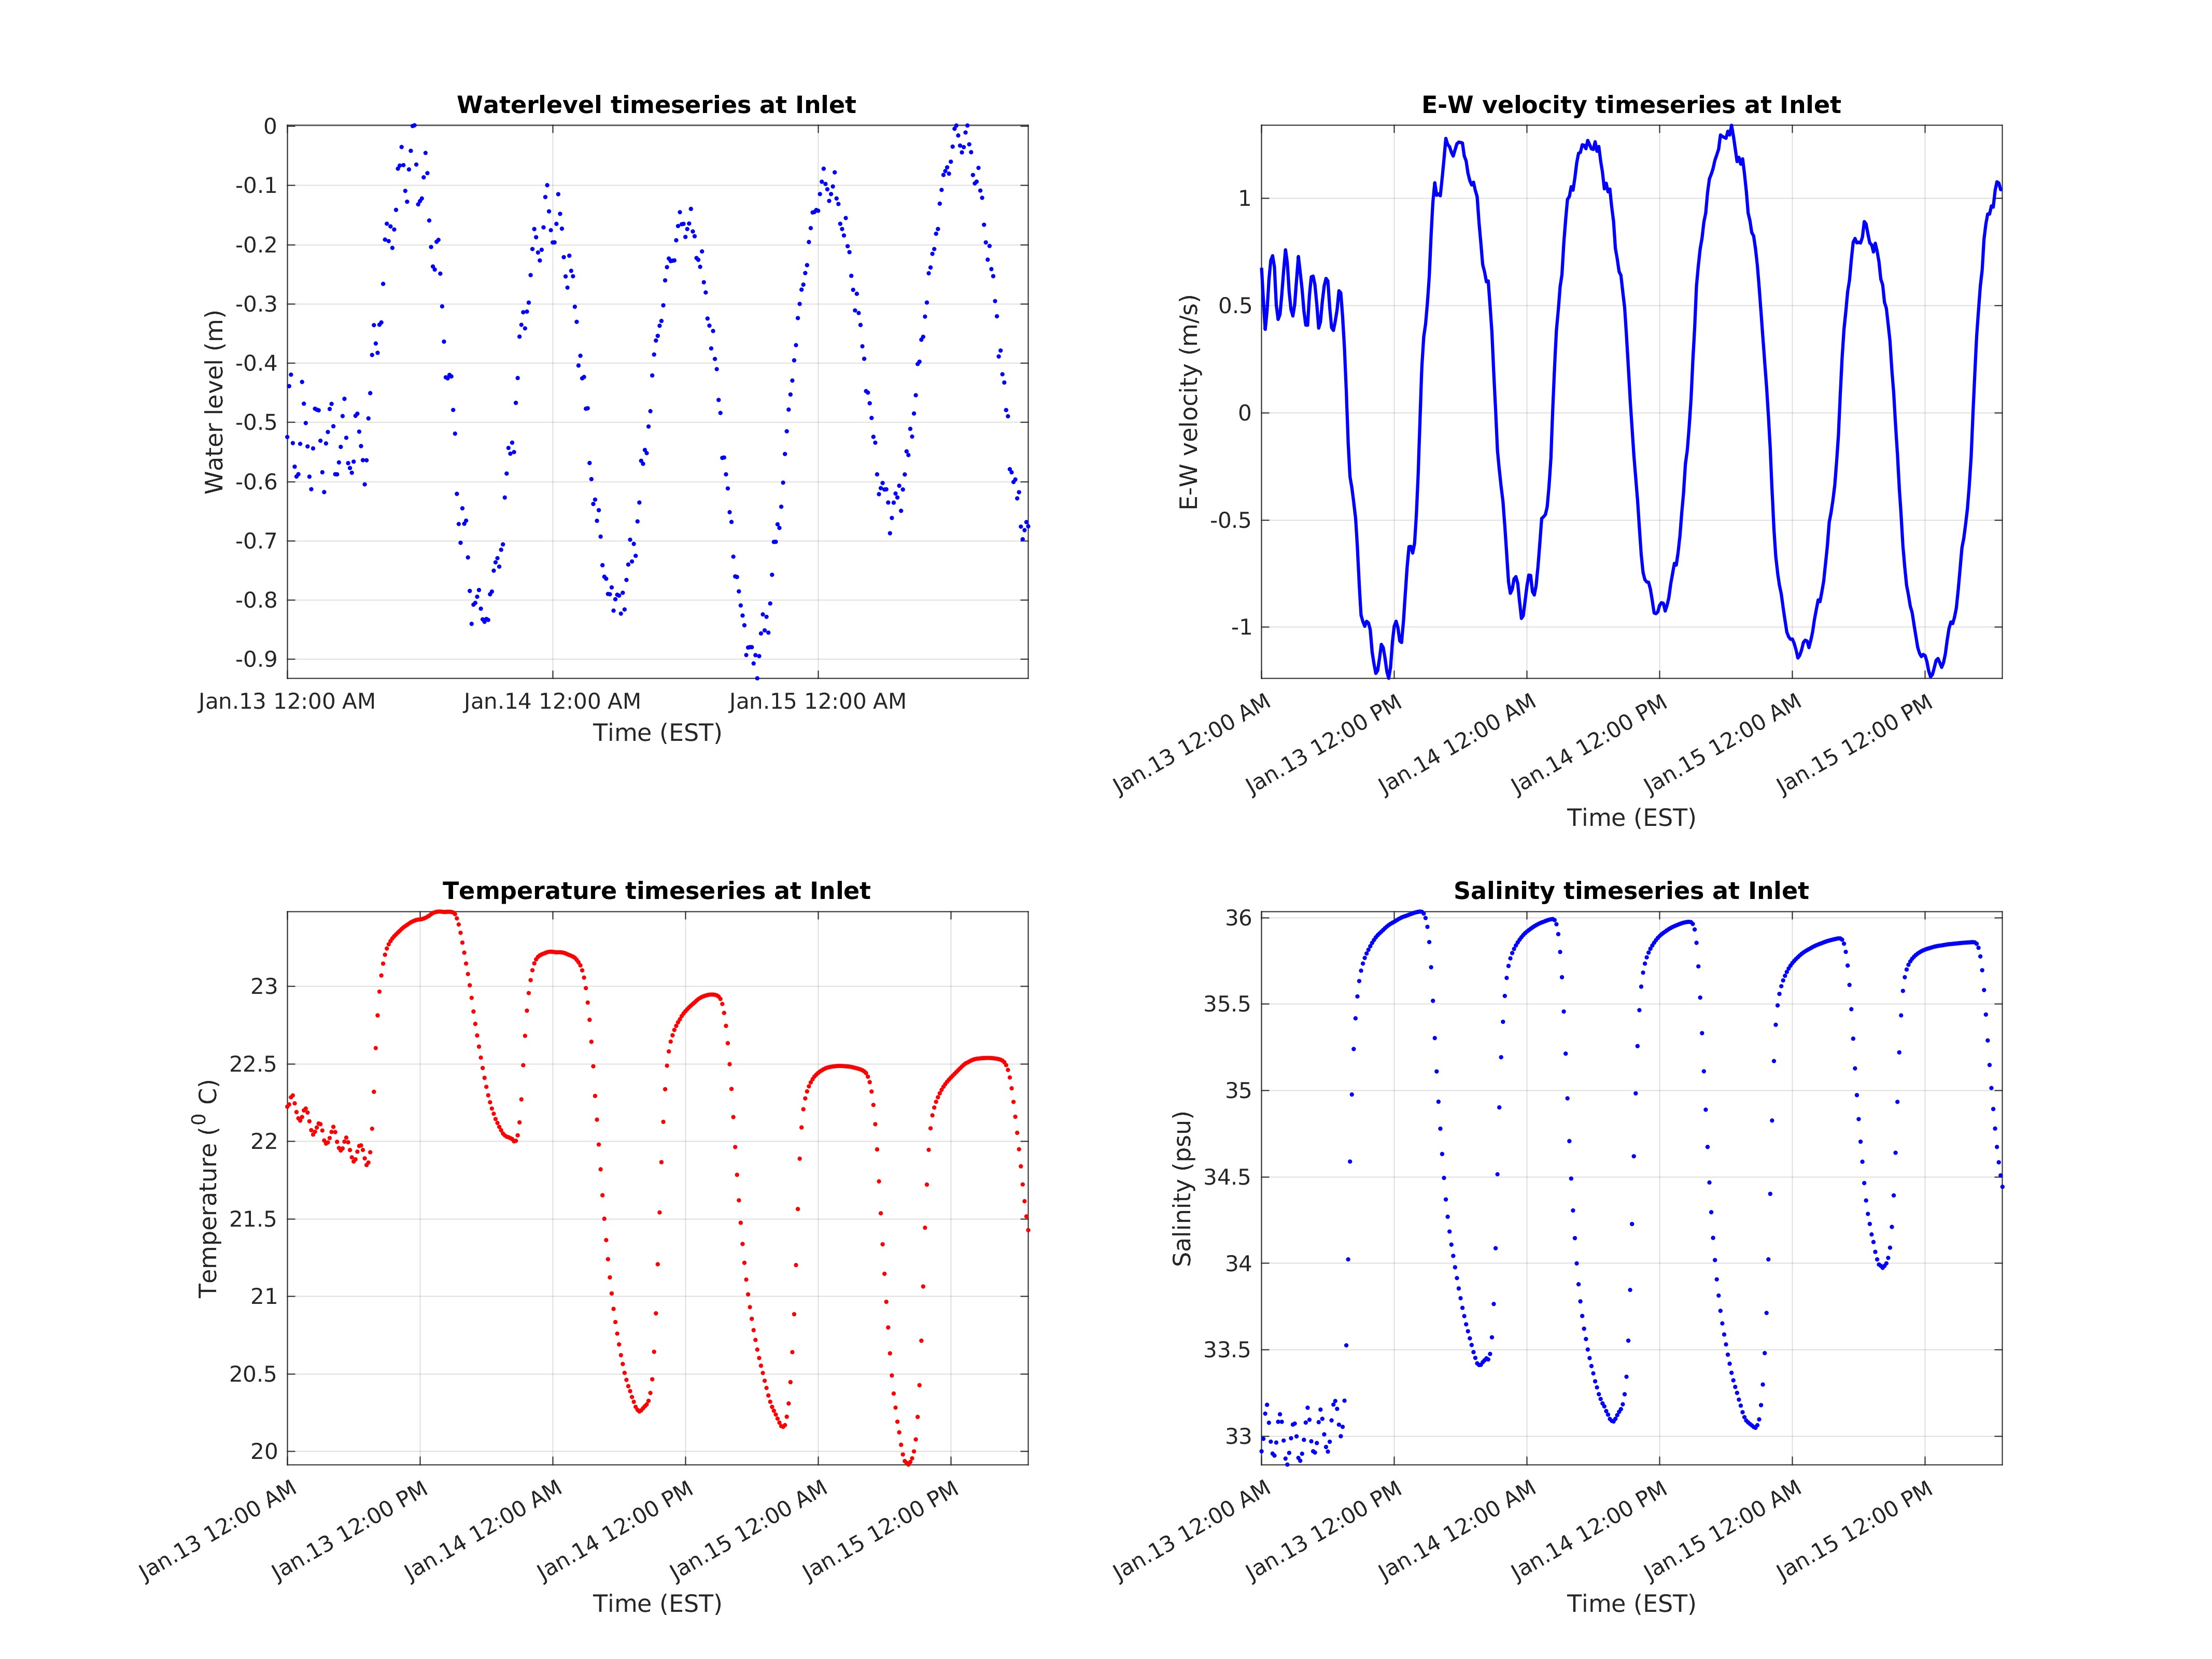 Waterlevel timeseries at Inlet
0
-0.1
-0.2
-0.3
-0.4
-0.5
-0.6
-0.7
-0.8
-0.9
Water level (m)
Jan.13 12:00 AM
Jan.14 12:00 AM
Jan.15 12:00 AM
Time (EST)
E-W velocity timeseries at Inlet
1
0.5
0
-0.5
-1
E-W velocity (m/s)
Jan.13 12:00 AM
Jan.13 12:00 PM
Jan.14 12:00 AM
Jan.14 12:00 PM
Jan.15 12:00 AM
Jan.15 12:00 PM
Time (EST)
Temperature timeseries at Inlet
23
22.5
22
21.5
21
20.5
20
Temperature (⁰ C)
Jan.13 12:00 AM
Jan.13 12:00 PM
Jan.14 12:00 AM
Jan.14 12:00 PM
Jan.15 12:00 AM
Jan.15 12:00 PM
Time (EST)
Salinity timeseries at Inlet
36
35.5
35
34.5
34
33.5
33
Salinity (psu)
Jan.13 12:00 AM
Jan.13 12:00 PM
Jan.14 12:00 AM
Jan.14 12:00 PM
Jan.15 12:00 AM
Jan.15 12:00 PM
Time (EST)